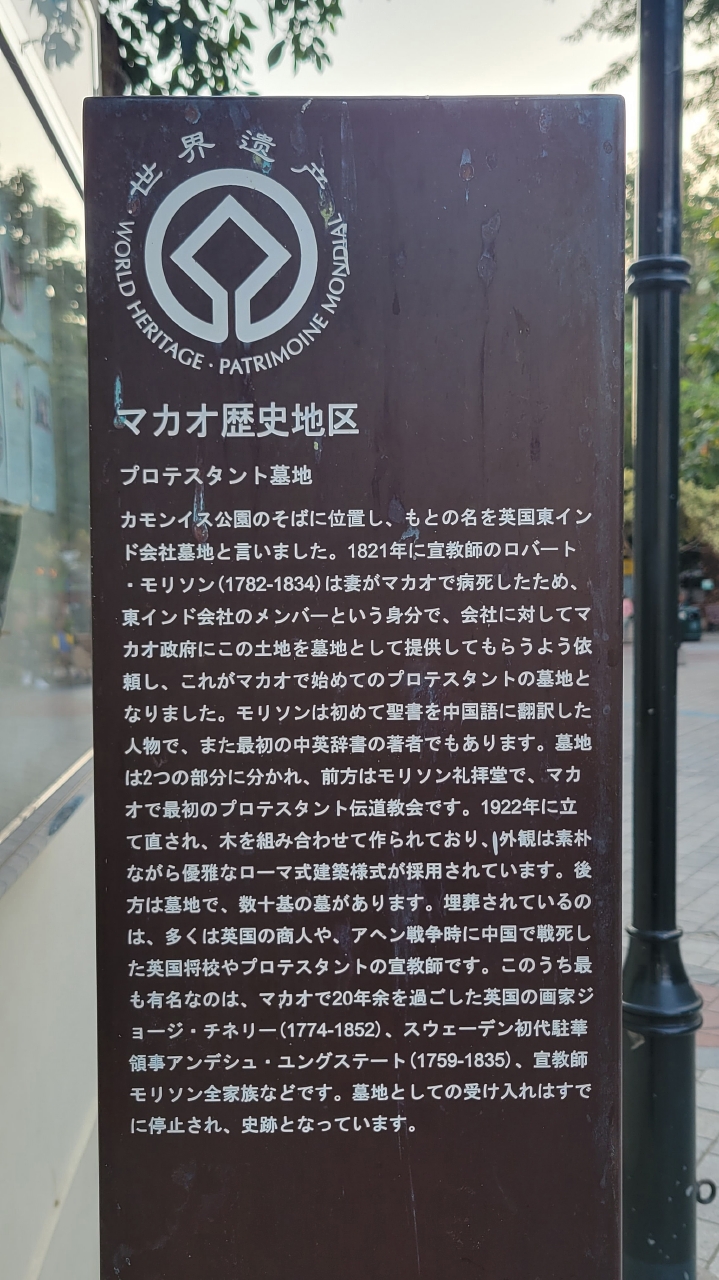 世界遗产
·WORLD HERITAGE · PATRIMOINE MONDIAL
マカオ歴史地区
プロテスタント墓地
カモンイス公園のそばに位置し、もとの名を英国東イン
ド会社墓地と言いました。1821年に宣教師のロバート
・モリソン(1782-1834)は妻がマカオで病死したため、
東インド会社のメンバーという身分で、会社に対してマ
カオ政府にこの土地を墓地として提供してもらうよう依
頼し、これがマカオで始めてのプロテスタントの墓地と
なりました。モリソンは初めて聖書を中国語に翻訳した
人物で、また最初の中英辞書の著者でもあります。墓地
は2つの部分に分かれ、前方はモリソン礼拝堂で、マカ
オで最初のプロテスタント伝道教会です。1922年に立
て直され、木を組み合わせて作られており、外観は素朴
ながら優雅なローマ式建築様式が採用されています。後
方は墓地で、数十基の墓があります。埋葬されているの
は、多くは英国の商人や、アヘン戦争時に中国で戦死し
た英国将校やプロテスタントの宣教師です。このうち最
も有名なのは、マカオで20年余を過ごした英国の画家ジ
ョージ・チネリー(1774-1852)、スウェーデン初代駐華
領事アンデシュ・ユングステート(1759-1835)、宣教師
モリソン全家族などです。墓地としての受け入れはすで
に停止され、史跡となっています。